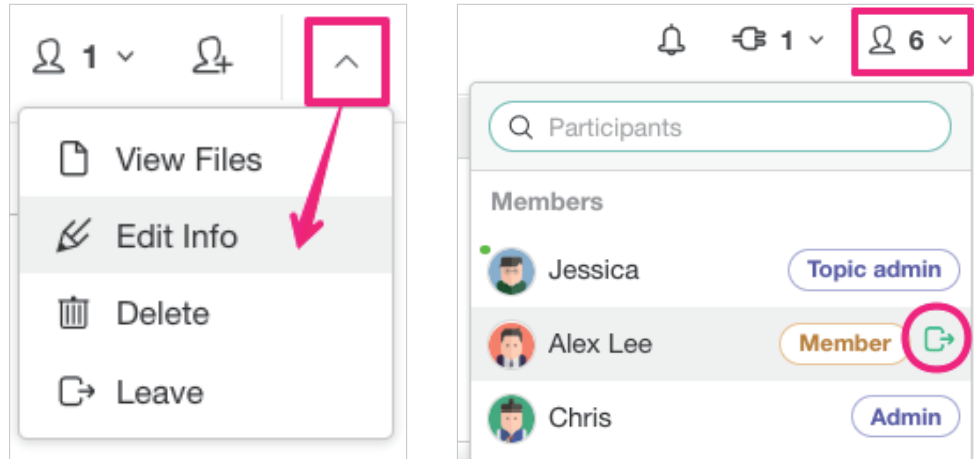 1
View Files
Edit Info
Delete
Leave
1
6
Participants
Members
Jessica Topic admin
Alex Lee Member
Chris Admin